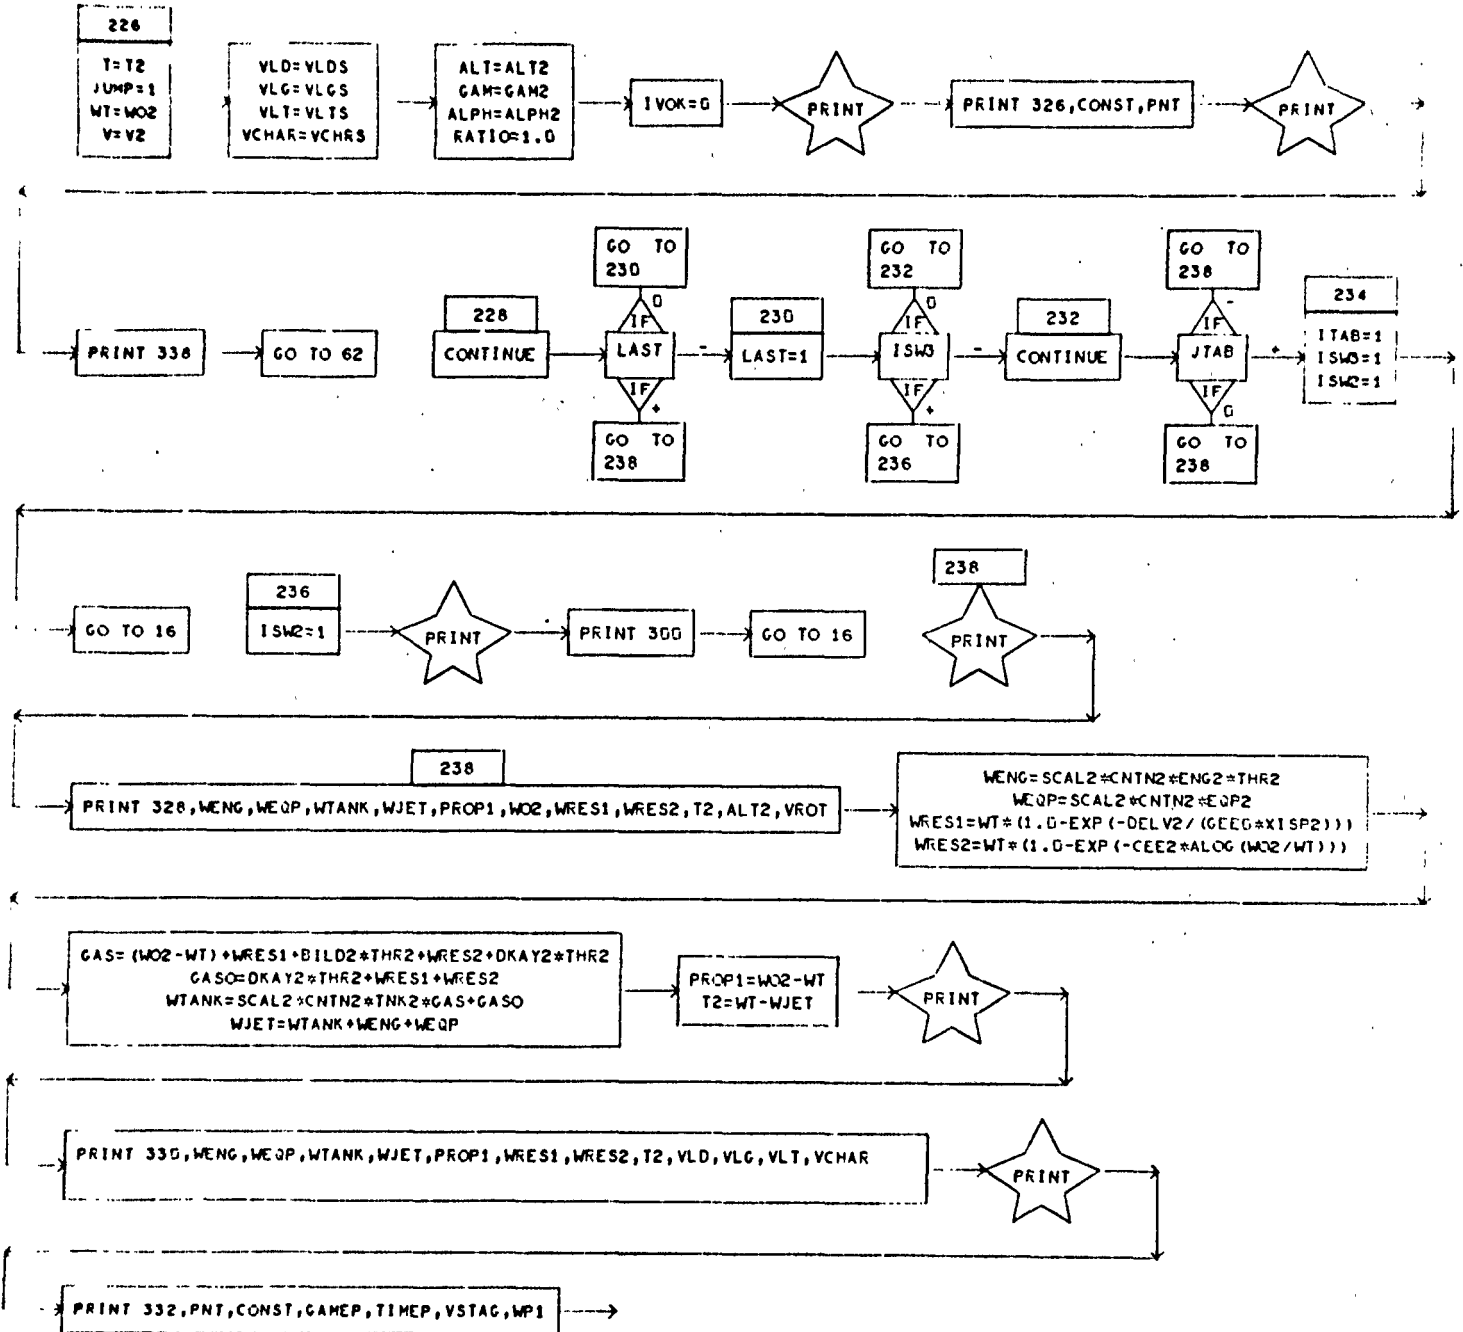 226
T=T2
JUMP=1
WT=WO2
V=V2
VLD=VLDS
VLG=VLGS
VLT=VLTS
VCHAR=VCHRS
ALT=ALT2
GAM=GAM2
ALPH=ALPH2
RATIO=1.0
IVOK=0
PRINT
PRINT 326,CONST,PNT
PRINT
PRINT 338
GO TO 62
228
CONTINUE
GO TO
230
0
IF
LAST
IF
+
GO TO
238
-
230
LAST=1
GO TO
232
0
IF
ISW3
IF
+
GO TO
236
-
232
CONTINUE
GO TO
238
-
IF
JTAB
IF
0
GO TO
238
+
234
ITAB=1
ISW3=1
ISW2=1
GO TO 16
236
ISW2=1
PRINT
PRINT 300
GO TO 16
238
PRINT
238
PRINT 328,WENG,WEQP,WTANK,WJET,PROP1,WO2,WRES1,WRES2,T2,ALT2,VROT
WENG=SCAL2*CNTN2*ENG2*THR2
WEQP=SCAL2*CNTN2*EQP2
WRES1=WT*(1.0-EXP(-DELV2/(GEEG*XISP2)))
WRES2=WT*(1.0-EXP(-CEE2*ALOG(WO2/WT)))
GAS=(WO2-WT)+WRES1+BILD2*THR2+WRES2+DKAY2*THR2
GASO=DKAY2*THR2+WRES1+WRES2
WTANK=SCAL2*CNTN2*TNK2*GAS+GASO
WJET=WTANK+WENG+WEQP
PROP1=WO2-WT
T2=WT-WJET
PRINT
PRINT 330,WENG,WEQP,WTANK,WJET,PROP1,WRES1,WRES2,T2,VLD,VLG,VLT,VCHAR
PRINT
PRINT 332,PNT,CONST,GAMEP,TIMEP,VSTAG,WP1